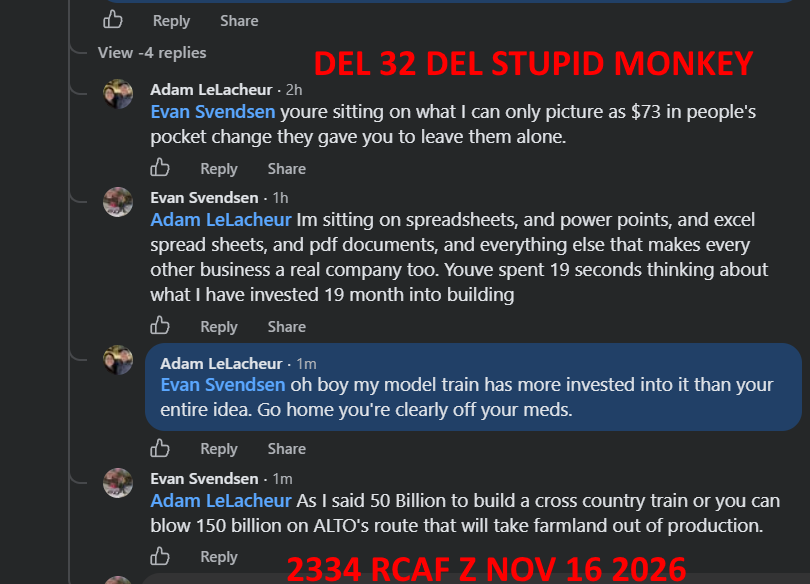 Reply Share
View -4 replies
DEL 32 DEL STUPID MONKEY
Adam LeLacheur · 2h
Evan Svendsen youre sitting on what I can only picture as $73 in people's
pocket change they gave you to leave them alone.
Reply Share
Evan Svendsen · 1h
Adam LeLacheur Im sitting on spreadsheets, and power points, and excel
spread sheets, and pdf documents, and everything else that makes every
other business a real company too. Youve spent 19 seconds thinking about
what I have invested 19 month into building
Reply Share
Adam LeLacheur · 1m
Evan Svendsen oh boy my model train has more invested into it than your
entire idea. Go home you're clearly off your meds.
Reply Share
Evan Svendsen · 1m
Adam LeLacheur As I said 50 Billion to build a cross country train or you can
blow 150 billion on ALTO's route that will take farmland out of production.
Reply
2334 RCAF Z NOV 16 2026